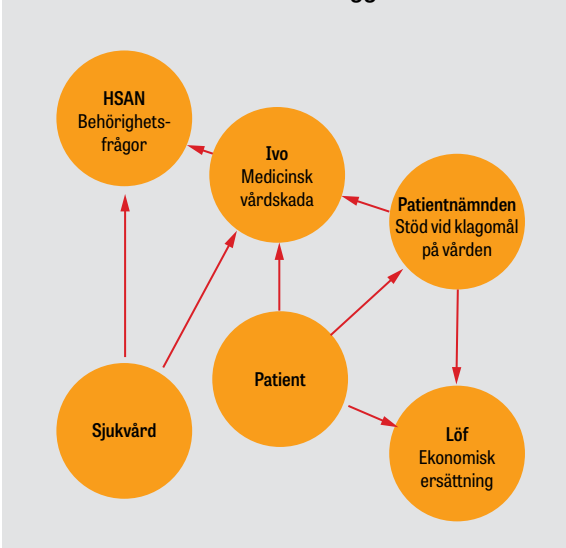 HSAN
Behörighets-
frågor
Ivo
Medicinsk
vårdskada
Patientnämnden
Stöd vid klagomål
på vården
Patient
Sjukvård
Löf
Ekonomisk
ersättning